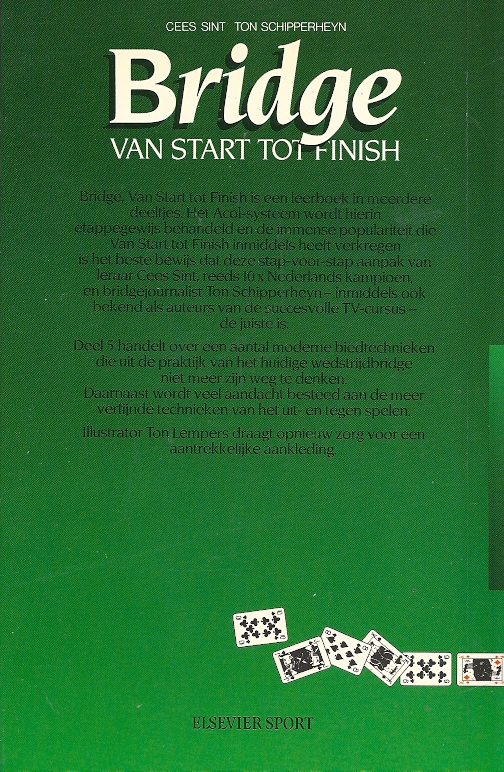 CEES SINT TON SCHIPPERHEYN
Bridge
VAN START TOT FINISH
Bridge, Van Start tot Finish is een leerboek in meerdere
deeltjes. Het Acol-systeem wordt hierin
etappegewijs behandeld en de immense populariteit die
Van Start tot Finish inmiddels heeft verkregen
is het beste bewijs dat deze stap-voor-stap aanpak van
leraar Cees Sint, reeds 10 x Nederlands kampioen,
en bridgejournalist Ton Schipperheyn – inmiddels ook
bekend als auteurs van de succesvolle TV-cursus –
de juiste is.
Deel 5 handelt over een aantal moderne biedtechnieken
die uit de praktijk van het huidige wedstrijdbridge
niet meer zijn weg te denken.
Daarnaast wordt veel aandacht besteed aan de meer
verfijnde technieken van het uit- en tegenspelen.
Illustrator Ton Lempers draagt opnieuw zorg voor een
aantrekkelijke aankleding.
ELSEVIER SPORT